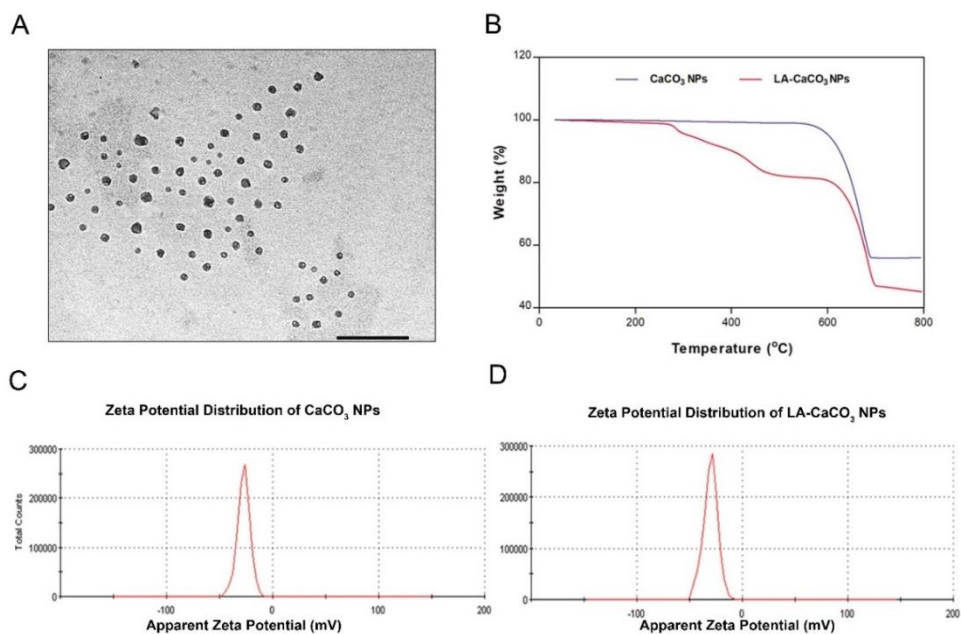 A
B
120
CaCO₃ NPs
LA-CaCO₃ NPs
100
Weight (%)
80
60
40
0
200
400
600
800
Temperature (°C)
C
Zeta Potential Distribution of CaCO₃ NPs
300000
Total Counts
200000
100000
0
-100
0
100
200
Apparent Zeta Potential (mV)
D
Zeta Potential Distribution of LA-CaCO₃ NPs
300000
200000
100000
0
-100
0
100
200
Apparent Zeta Potential (mV)